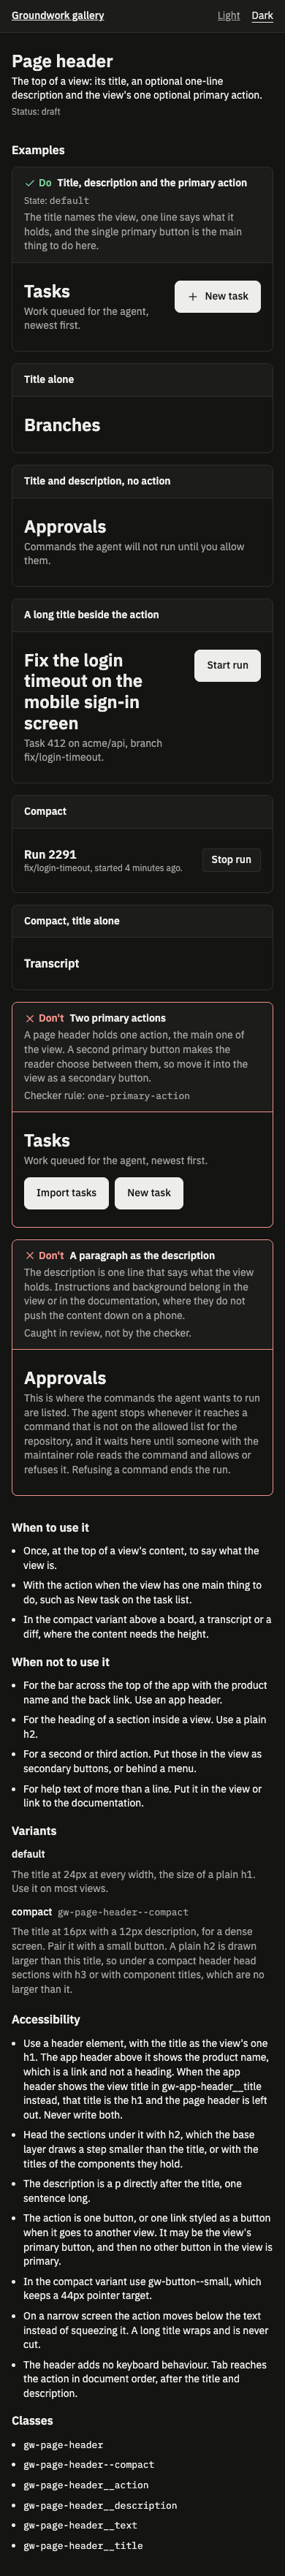 Groundwork gallery Light Dark
Page header
The top of a view: its title, an optional one-line
description and the view's one optional primary action.
Status: draft
Examples
Do Title, description and the primary action
State: default
The title names the view, one line says what it
holds, and the single primary button is the main
thing to do here.
Tasks
Work queued for the agent,
newest first.
New task
Title alone
Branches
Title and description, no action
Approvals
Commands the agent will not run until you allow
them.
A long title beside the action
Fix the login
timeout on the
mobile sign-in
screen
Task 412 on acme/api, branch
fix/login-timeout.
Start run
Compact
Run 2291
fix/login-timeout, started 4 minutes ago.
Stop run
Compact, title alone
Transcript
Don't Two primary actions
A page header holds one action, the main one of
the view. A second primary button makes the
reader choose between them, so move it into the
view as a secondary button.
Checker rule: one-primary-action
Tasks
Work queued for the agent, newest first.
Import tasks New task
Don't A paragraph as the description
The description is one line that says what the view
holds. Instructions and background belong in the
view or in the documentation, where they do not
push the content down on a phone.
Caught in review, not by the checker.
Approvals
This is where the commands the agent wants to run
are listed. The agent stops whenever it reaches a
command that is not on the allowed list for the
repository, and it waits here until someone with the
maintainer role reads the command and allows or
refuses it. Refusing a command ends the run.
When to use it
Once, at the top of a view's content, to say what the
view is.
With the action when the view has one main thing to
do, such as New task on the task list.
In the compact variant above a board, a transcript or a
diff, where the content needs the height.
When not to use it
For the bar across the top of the app with the product
name and the back link. Use an app header.
For the heading of a section inside a view. Use a plain
h2.
For a second or third action. Put those in the view as
secondary buttons, or behind a menu.
For help text of more than a line. Put it in the view or
link to the documentation.
Variants
default
The title at 24px at every width, the size of a plain h1.
Use it on most views.
compact gw-page-header--compact
The title at 16px with a 12px description, for a dense
screen. Pair it with a small button. A plain h2 is drawn
larger than this title, so under a compact header head
sections with h3 or with component titles, which are no
larger than it.
Accessibility
Use a header element, with the title as the view's one
h1. The app header above it shows the product name,
which is a link and not a heading. When the app
header shows the view title in gw-app-header__title
instead, that title is the h1 and the page header is left
out. Never write both.
Head the sections under it with h2, which the base
layer draws a step smaller than the title, or with the
titles of the components they hold.
The description is a p directly after the title, one
sentence long.
The action is one button, or one link styled as a button
when it goes to another view. It may be the view's
primary button, and then no other button in the view is
primary.
In the compact variant use gw-button--small, which
keeps a 44px pointer target.
On a narrow screen the action moves below the text
instead of squeezing it. A long title wraps and is never
cut.
The header adds no keyboard behaviour. Tab reaches
the action in document order, after the title and
description.
Classes
gw-page-header
gw-page-header--compact
gw-page-header__action
gw-page-header__description
gw-page-header__text
gw-page-header__title